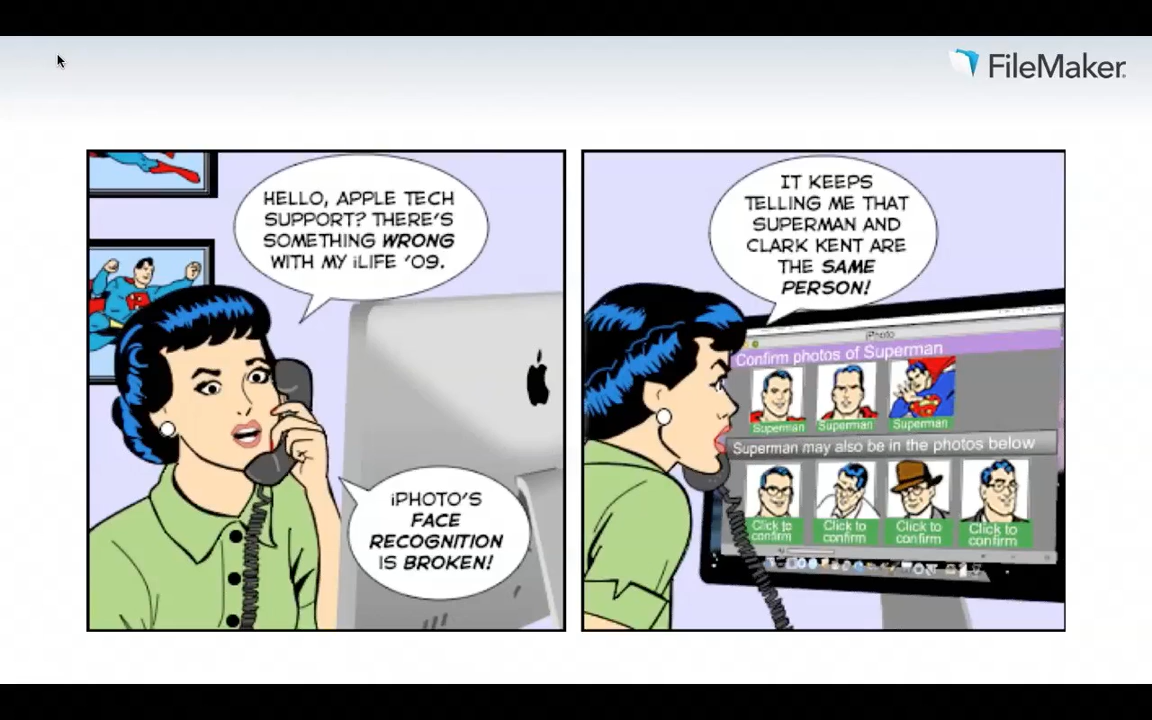 FileMaker.
HELLO, APPLE TECH
SUPPORT? THERE'S
SOMETHING WRONG
WITH MY iLIFE '09.
iPHOTO'S
FACE
RECOGNITION
IS BROKEN!
IT KEEPS
TELLING ME THAT
SUPERMAN AND
CLARK KENT ARE
THE SAME
PERSON!
iPhoto
Confirm photos of Superman
Superman Superman Superman
Superman may also be in the photos below
Click to confirm
Click to confirm
Click to confirm
Click to confirm